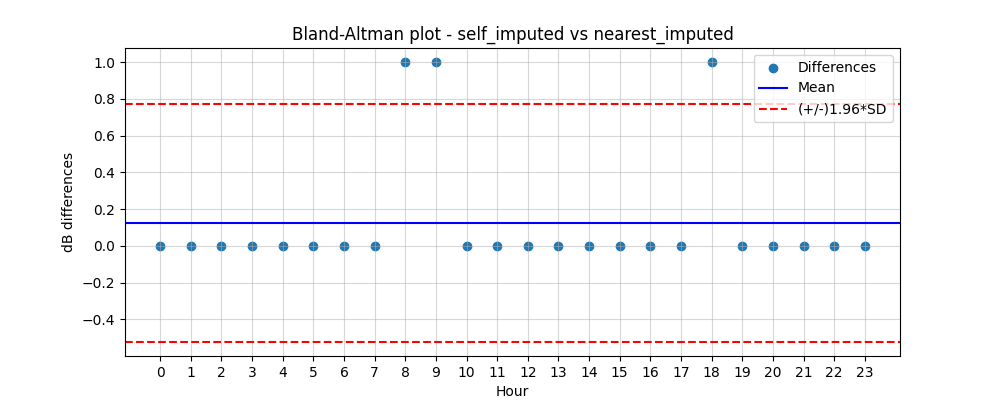 Bland-Altman plot - self_imputed vs nearest_imputed
1.0
0.8
0.6
0.4
0.2
0.0
−0.2
−0.4
dB differences
Differences
Mean
(+/-)1.96*SD
0 1 2 3 4 5 6 7 8 9 10 11 12 13 14 15 16 17 18 19 20 21 22 23
Hour